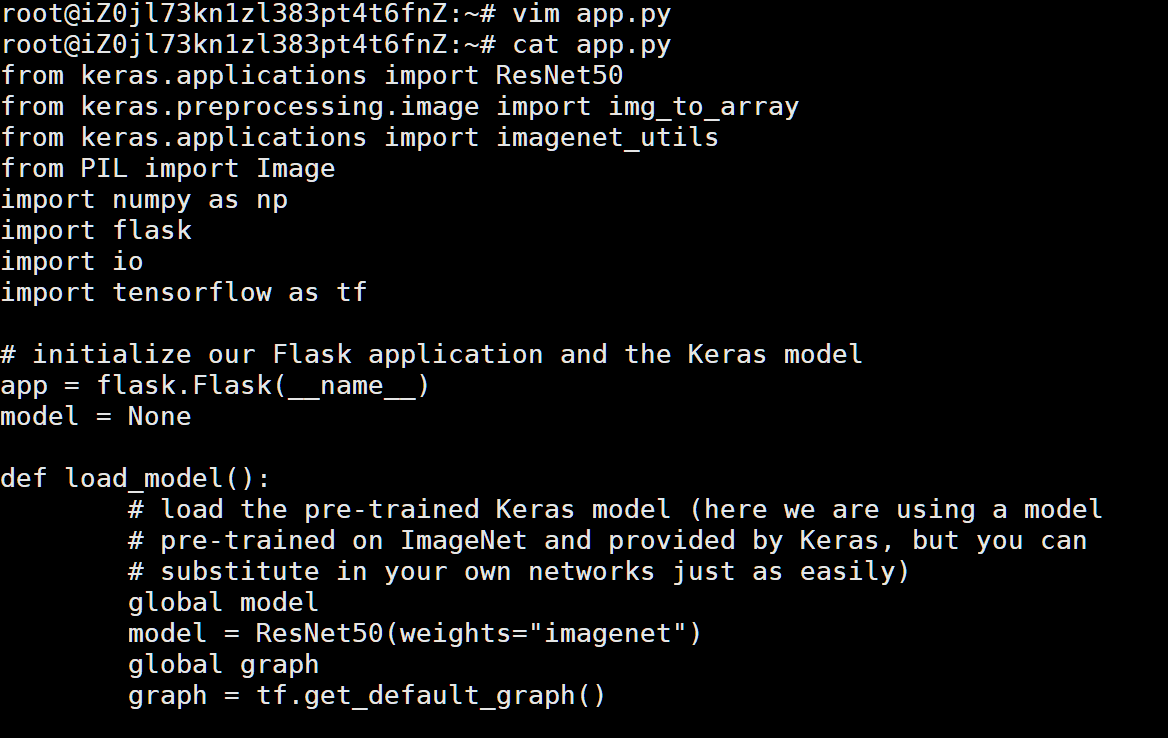 root@iZ0jl73kn1zl383pt4t6fnZ:~# vim app.py
root@iZ0jl73kn1zl383pt4t6fnZ:~# cat app.py
from keras.applications import ResNet50
from keras.preprocessing.image import img_to_array
from keras.applications import imagenet_utils
from PIL import Image
import numpy as np
import flask
import io
import tensorflow as tf

# initialize our Flask application and the Keras model
app = flask.Flask(__name__)
model = None

def load_model():
        # load the pre-trained Keras model (here we are using a model
        # pre-trained on ImageNet and provided by Keras, but you can
        # substitute in your own networks just as easily)
        global model
        model = ResNet50(weights="imagenet")
        global graph
        graph = tf.get_default_graph()